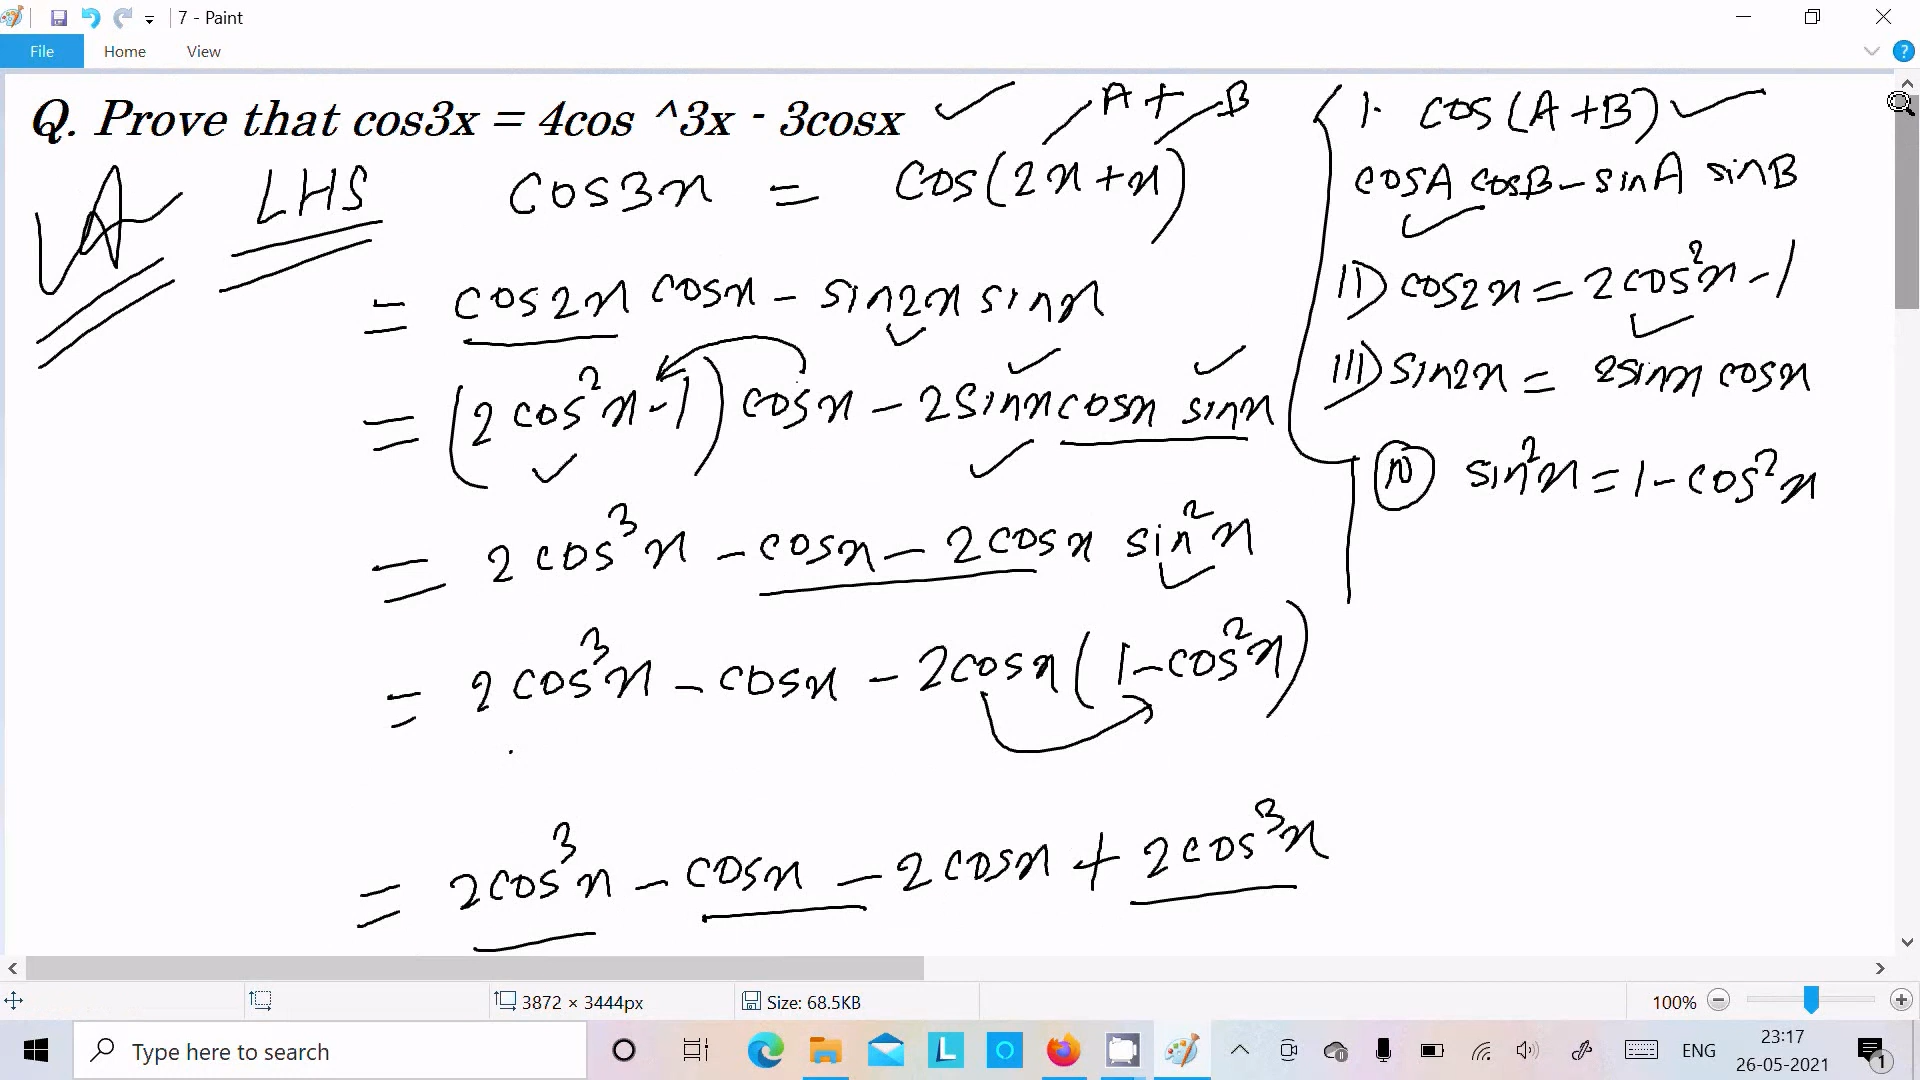 7 - Paint
File Home View
Q. Prove that cos3x = 4cos ^3x - 3cosx
A + B
LHS cos3x = cos(2x+x)
= cos2x cosx - sin2x sinx
= (2cos²x-1) cosx - 2sinx cosx sinx
= 2cos³x - cosx - 2cosx sin²x
= 2cos³x - cosx - 2cosx(1-cos²x)
= 2cos³x - cosx - 2cosx + 2cos³x
1. cos(A+B)
cosA cosB - sinA sinB
II) cos2x = 2cos²x-1
III) sin2x = 2sinx cosx
IV sin²x = 1-cos²x
3872 × 3444px Size: 68.5KB 100%
Type here to search
ENG
23:17
26-05-2021
1